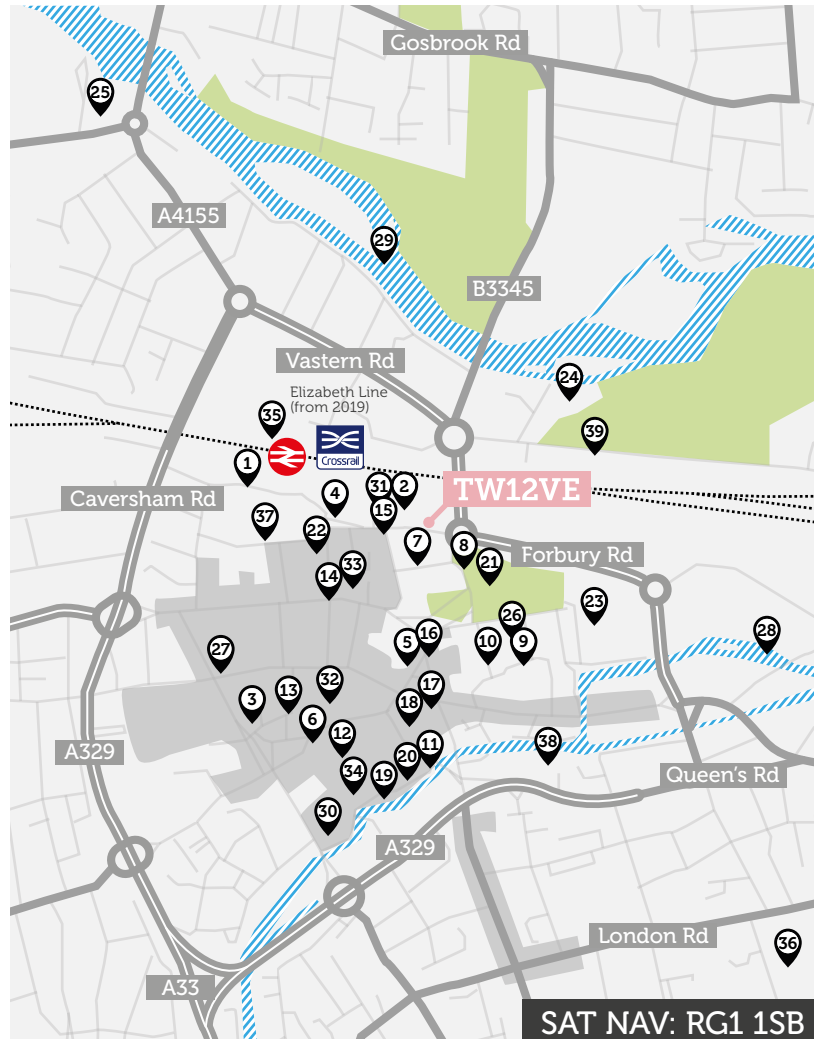 Gosbrook Rd
25
A4155
29
B3345
Vastern Rd
24
Elizabeth Line
(from 2019)
35
39
Crossrail
1
Caversham Rd
4
31
2
TW12VE
15
37
22
7
8
Forbury Rd
21
33
14
23
26
28
16
5
10
9
27
32
17
13
3
18
6
12
11
38
A329
20
34
19
Queen's Rd
30
A329
London Rd
36
A33
SAT NAV: RG1 1SB